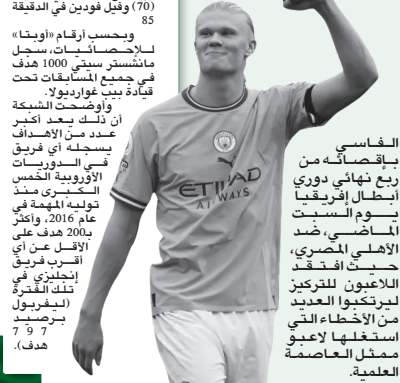 (70) وفيل فودين في الدقيقة
85
وبحسب أرقام «أوبتا»
للإحصائيات، سجل
مانشستر سيتي 1000 هدف
في جميع المسابقات تحت
قيادة بيب غوارديولا.
وأوضحت الشبكة
أن ذلك يعد أكبر
عدد من الأهداف
يسجله أي فريق
في الدوريات
الأوروبية الخمس
الكبرى منذ
توليه المهمة في
عام 2016، وأكثر
بـ200 هدف على
الأقل عن أي
أقرب فريق
إنجليزي في
تلك الفترة
(ليفربول
برصيد
7 9 7
هدف).
ETIHAD
AIRWAYS
الفاسي
بإقصائه من
ربع نهائي دوري
أبطال إفريقيا
يوم السبت
الماضي، ضد
الأهلي المصري،
حيث افتقد
اللاعبون للتركيز
ليرتكبوا العديد
من الأخطاء التي
استغلها لاعبو
ممثل العاصمة
العلمية.